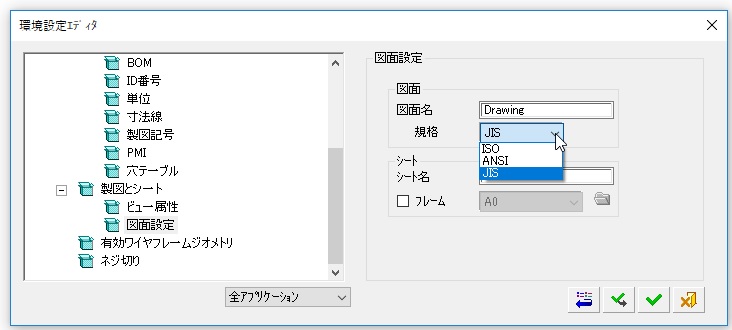 環境設定ｴﾃﾞｨﾀ
BOM
ID番号
単位
寸法線
製図記号
PMI
穴テーブル
製図とシート
ビュー属性
図面設定
有効ワイヤフレームジオメトリ
ネジ切り
全ｱﾌﾟﾘｹｰｼｮﾝ
図面設定
図面
図面名 Drawing
規格 JIS
ISO
ANSI
JIS
シート
シート名
フレーム A0